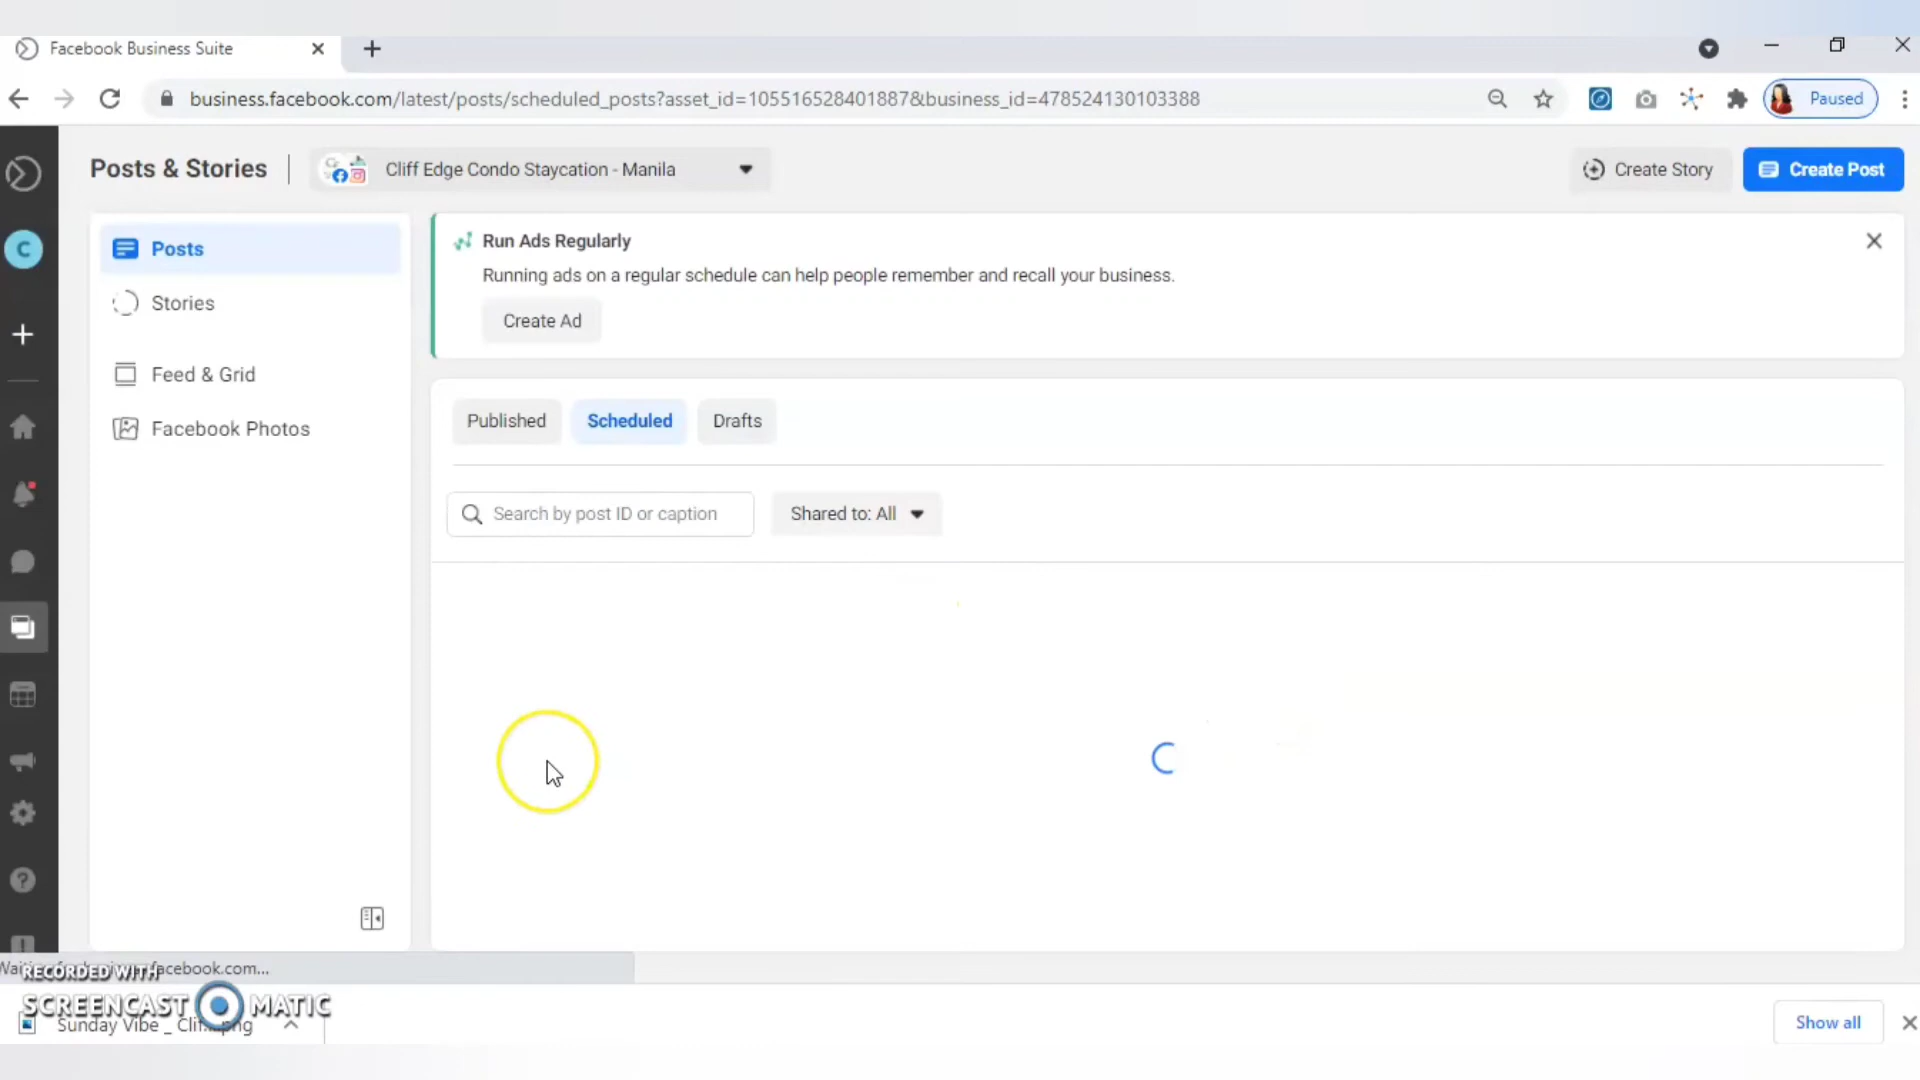 Facebook Business Suite
business.facebook.com/latest/posts/scheduled_posts?asset_id=105516528401887&business_id=478524130103388
Paused
Posts & Stories
Cliff Edge Condo Staycation - Manila
Create Story
Create Post
C
Posts
Stories
Feed & Grid
Facebook Photos
Run Ads Regularly
Running ads on a regular schedule can help people remember and recall your business.
Create Ad
Published
Scheduled
Drafts
Search by post ID or caption
Shared to: All
facebook.com...
RECORDED WITH
SCREENCAST MATIC
Sunday Vibe _ Clif....png
Show all